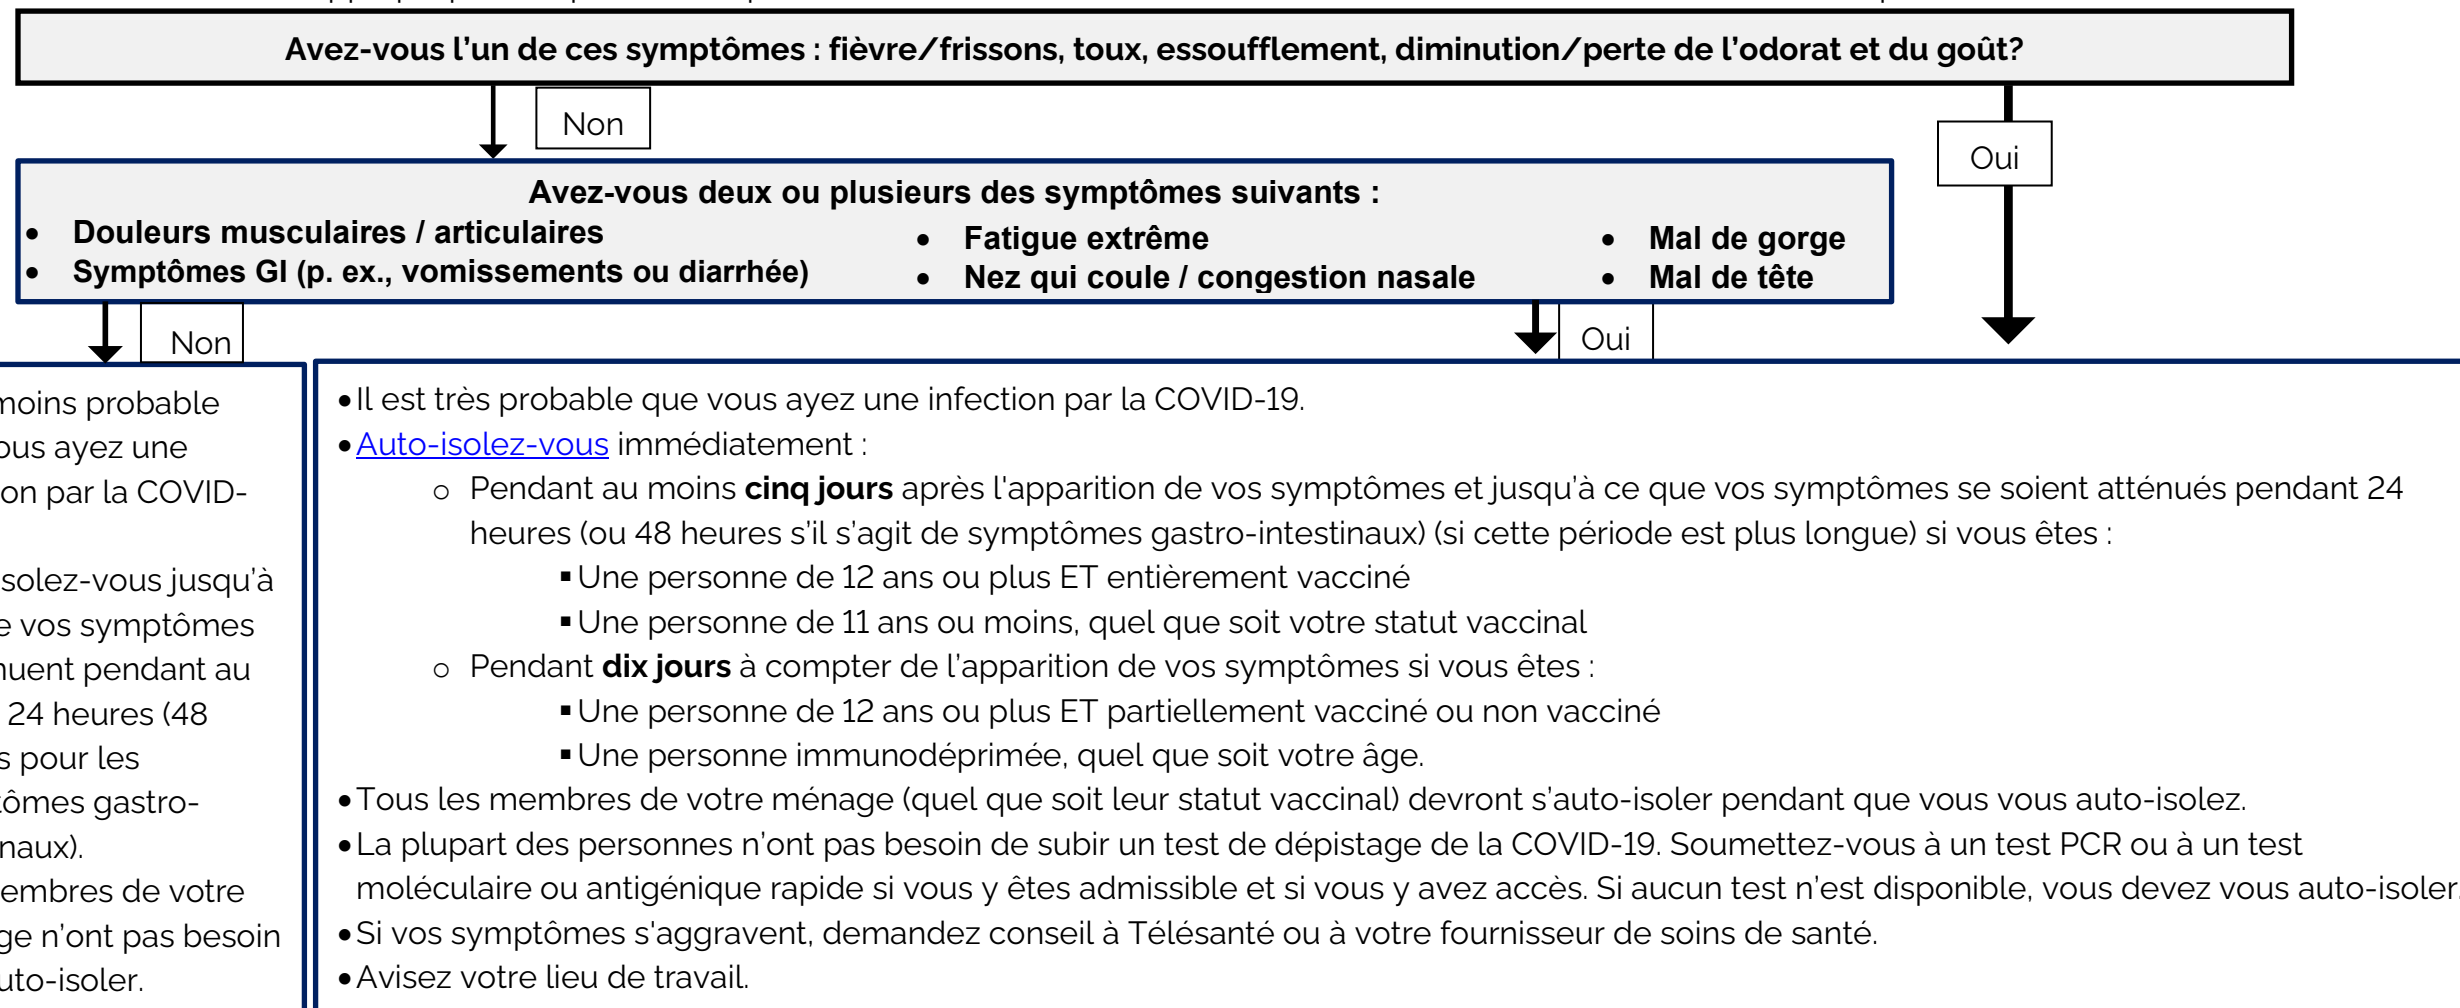 Avez-vous l'un de ces symptômes : fièvre/frissons, toux, essoufflement, diminution/perte de l'odorat et du goût?
Non
Oui
Avez-vous deux ou plusieurs des symptômes suivants :
• Douleurs musculaires / articulaires
• Symptômes GI (p. ex., vomissements ou diarrhée)
• Fatigue extrême
• Nez qui coule / congestion nasale
• Mal de gorge
• Mal de tête
Non
Oui
moins probable
ous ayez une
on par la COVID-
solez-vous jusqu'à
e vos symptômes
nuent pendant au
24 heures (48
s pour les
tômes gastro-
naux).
embres de votre
ge n'ont pas besoin
uto-isoler.
• Il est très probable que vous ayez une infection par la COVID-19.
• Auto-isolez-vous immédiatement :
o Pendant au moins cinq jours après l'apparition de vos symptômes et jusqu'à ce que vos symptômes se soient atténués pendant 24
heures (ou 48 heures s'il s'agit de symptômes gastro-intestinaux) (si cette période est plus longue) si vous êtes :
▪ Une personne de 12 ans ou plus ET entièrement vacciné
▪ Une personne de 11 ans ou moins, quel que soit votre statut vaccinal
o Pendant dix jours à compter de l'apparition de vos symptômes si vous êtes :
▪ Une personne de 12 ans ou plus ET partiellement vacciné ou non vacciné
▪ Une personne immunodéprimée, quel que soit votre âge.
• Tous les membres de votre ménage (quel que soit leur statut vaccinal) devront s'auto-isoler pendant que vous vous auto-isolez.
• La plupart des personnes n'ont pas besoin de subir un test de dépistage de la COVID-19. Soumettez-vous à un test PCR ou à un test
moléculaire ou antigénique rapide si vous y êtes admissible et si vous y avez accès. Si aucun test n'est disponible, vous devez vous auto-isoler.
• Si vos symptômes s'aggravent, demandez conseil à Télésanté ou à votre fournisseur de soins de santé.
• Avisez votre lieu de travail.